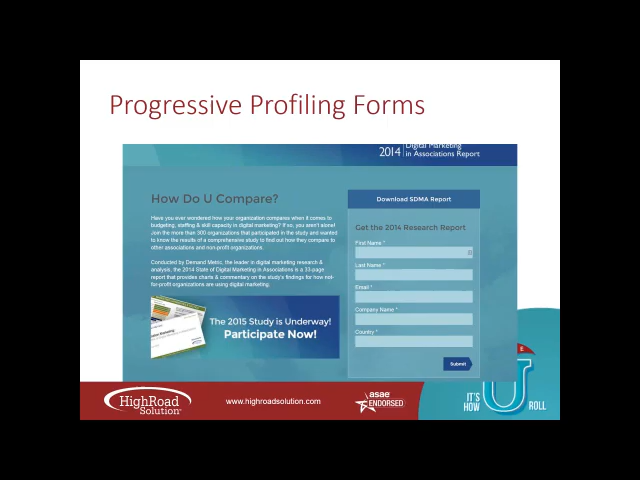 Progressive Profiling Forms
2014 Digital Marketing
in Associations Report
How Do U Compare?
Have you ever wondered how your organization compares when it comes to
budgeting, staffing & skill capacity in digital marketing? If so, you aren't alone!
Join the more than 500 organizations that participated in the study and wanted
to know the results of a comprehensive study to find out how they compare to
other associations and non-profit organizations.
Conducted by Demand Metric, the leader in digital marketing research &
analysis, the 2014 State of Digital Marketing in Associations is a 33-page
report that provides charts & commentary on the study's findings for how not-
for-profit organizations are using digital marketing.
The 2015 Study is Underway!
Participate Now!
Download SDMA Report
Get the 2014 Research Report
First Name *
Last Name *
Email *
Company Name *
Country *
Submit
HighRoad
Solution
www.highroadsolution.com
asae
ENDORSED
IT'S
HOW
U
ROLL